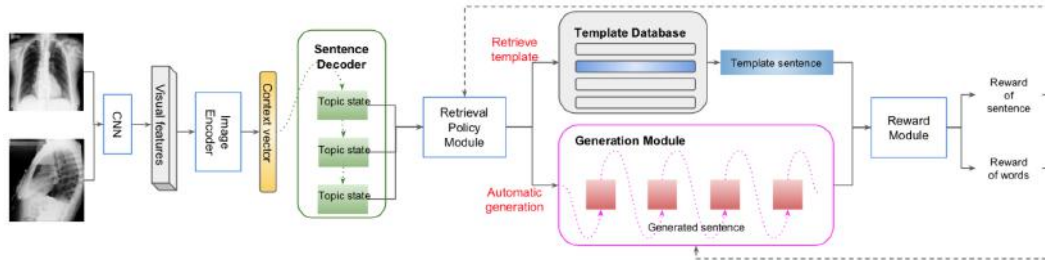 CNN
Visual features
Image
Encoder
Context vector
Sentence
Decoder
Topic state
Topic state
Topic state
Retrieval
Policy
Module
Retrieve
template
Template Database
Template sentence
Automatic
generation
Generation Module
Generated sentence
Reward
Module
Reward
of
sentence
Reward
of words